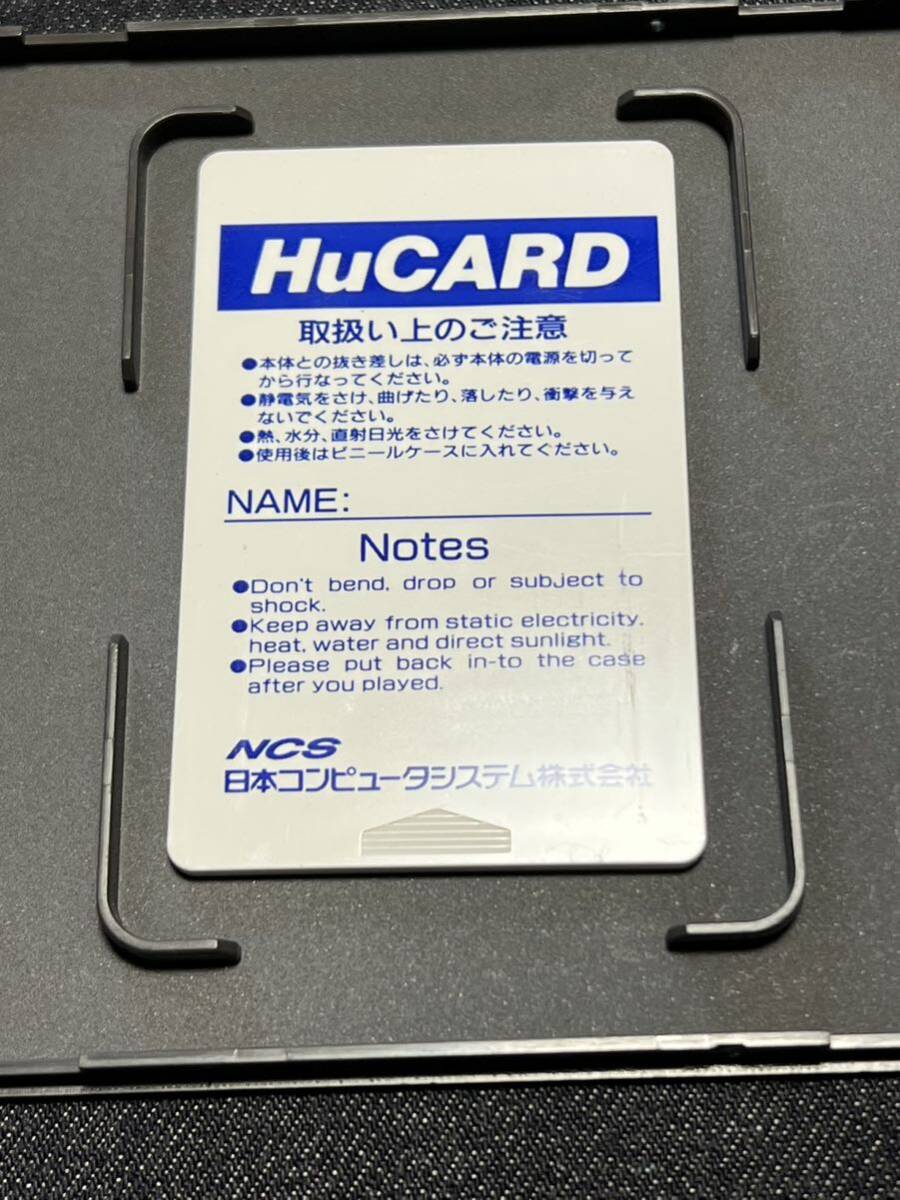 HuCARD
取扱い上のご注意
●本体との抜き差しは、必ず本体の電源を切って
から行なってください。
●静電気をさけ、曲げたり、落したり、衝撃を与え
ないでください。
●熱、水分、直射日光をさけてください。
●使用後はビニールケースに入れてください。
NAME:
Notes
●Don't bend, drop or subject to
shock.
●Keep away from static electricity,
heat, water and direct sunlight.
●Please put back in-to the case
after you played.
NCS
日本コンピュータシステム株式会社